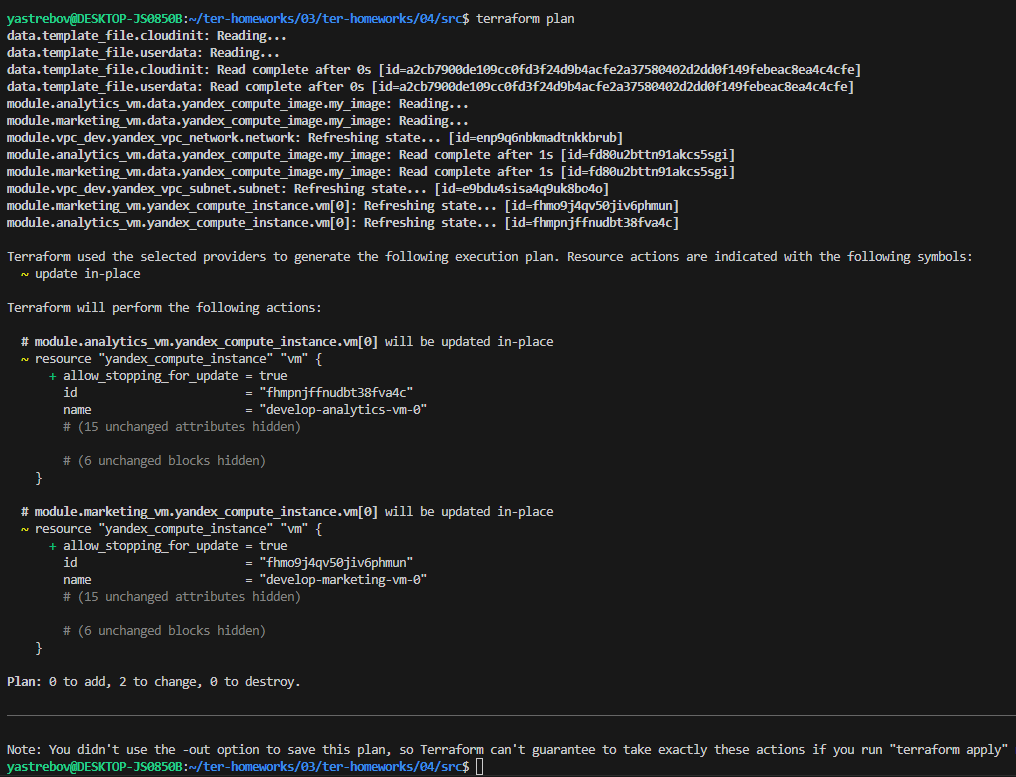 yastrebov@DESKTOP-JS0850B:~/ter-homeworks/03/ter-homeworks/04/src$ terraform plan
data.template_file.cloudinit: Reading...
data.template_file.userdata: Reading...
data.template_file.cloudinit: Read complete after 0s [id=a2cb7900de109cc0fd3f24d9b4acfe2a37580402d2dd0f149febeac8ea4c4cfe]
data.template_file.userdata: Read complete after 0s [id=a2cb7900de109cc0fd3f24d9b4acfe2a37580402d2dd0f149febeac8ea4c4cfe]
module.analytics_vm.data.yandex_compute_image.my_image: Reading...
module.marketing_vm.data.yandex_compute_image.my_image: Reading...
module.vpc_dev.yandex_vpc_network.network: Refreshing state... [id=enp9q6nbkmadtnkkbrub]
module.analytics_vm.data.yandex_compute_image.my_image: Read complete after 1s [id=fd80u2bttn91akcs5sgi]
module.marketing_vm.data.yandex_compute_image.my_image: Read complete after 1s [id=fd80u2bttn91akcs5sgi]
module.vpc_dev.yandex_vpc_subnet.subnet: Refreshing state... [id=e9bdu4sisa4q9uk8bo4o]
module.marketing_vm.yandex_compute_instance.vm[0]: Refreshing state... [id=fhmo9j4qv50jiv6phmun]
module.analytics_vm.yandex_compute_instance.vm[0]: Refreshing state... [id=fhmpnjffnudbt38fva4c]
Terraform used the selected providers to generate the following execution plan. Resource actions are indicated with the following symbols:
~ update in-place
Terraform will perform the following actions:
# module.analytics_vm.yandex_compute_instance.vm[0] will be updated in-place
~ resource "yandex_compute_instance" "vm" {
+ allow_stopping_for_update = true
id = "fhmpnjffnudbt38fva4c"
name = "develop-analytics-vm-0"
# (15 unchanged attributes hidden)
# (6 unchanged blocks hidden)
}
# module.marketing_vm.yandex_compute_instance.vm[0] will be updated in-place
~ resource "yandex_compute_instance" "vm" {
+ allow_stopping_for_update = true
id = "fhmo9j4qv50jiv6phmun"
name = "develop-marketing-vm-0"
# (15 unchanged attributes hidden)
# (6 unchanged blocks hidden)
}
Plan: 0 to add, 2 to change, 0 to destroy.
Note: You didn't use the -out option to save this plan, so Terraform can't guarantee to take exactly these actions if you run "terraform apply"
yastrebov@DESKTOP-JS0850B:~/ter-homeworks/03/ter-homeworks/04/src$